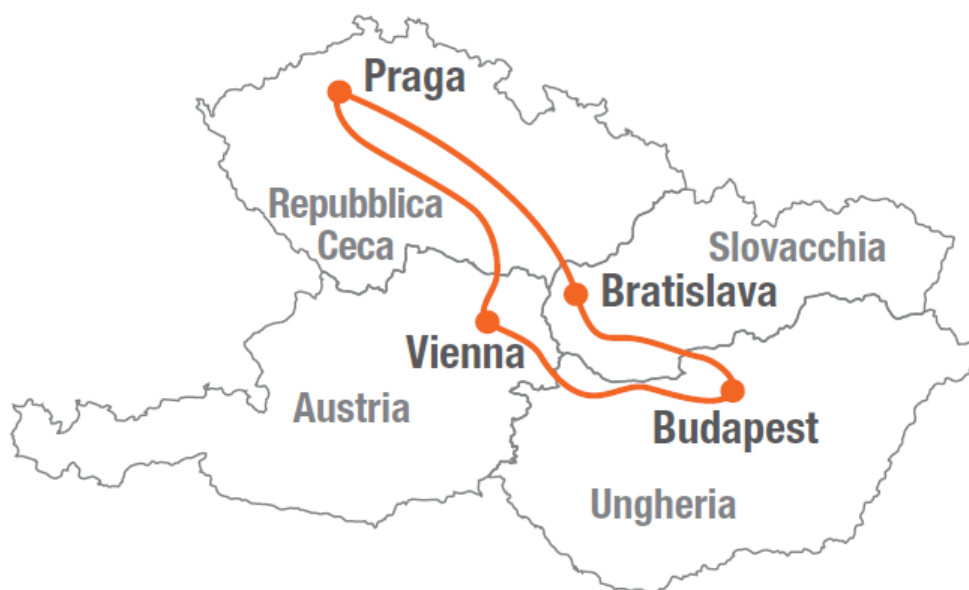 Praga
Repubblica
Ceca
Slovacchia
Bratislava
Vienna
Austria
Budapest
Ungheria